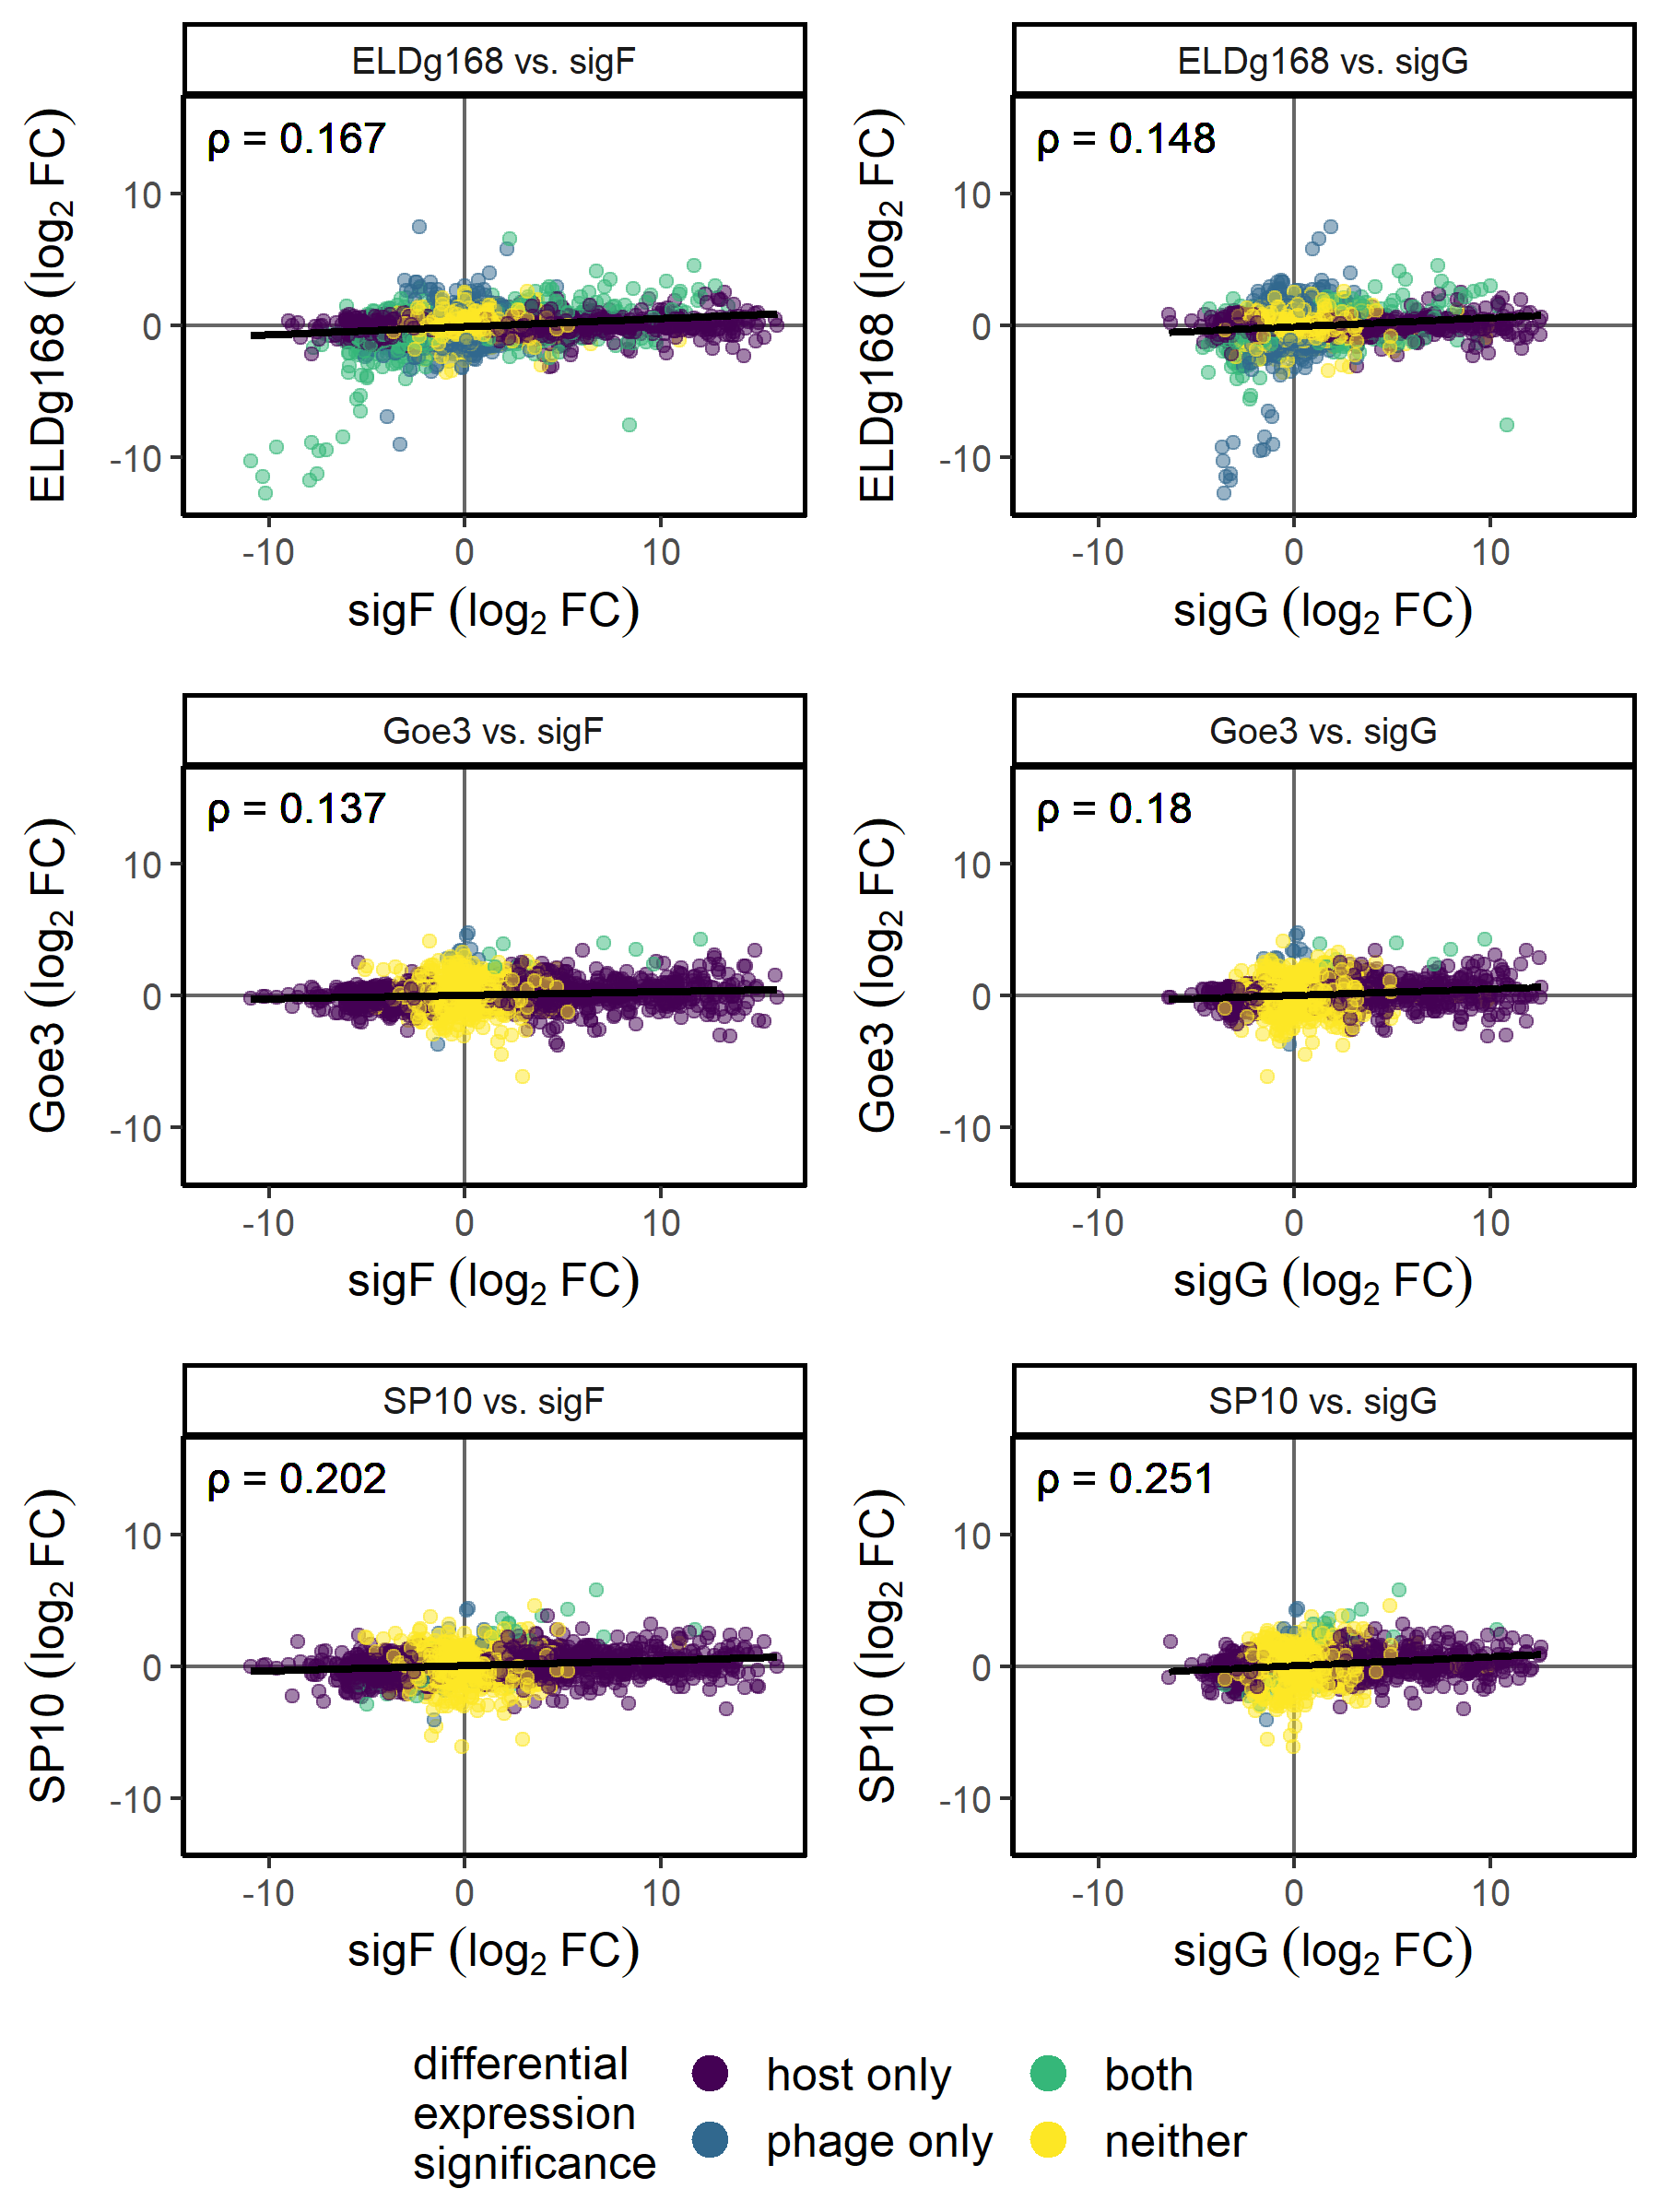 ELDg168 vs. sigF
ρ = 0.167
ELDg168 (log₂ FC)
10
0
-10
-10 0 10
sigF (log₂ FC)
ELDg168 vs. sigG
ρ = 0.148
ELDg168 (log₂ FC)
10
0
-10
-10 0 10
sigG (log₂ FC)
Goe3 vs. sigF
ρ = 0.137
Goe3 (log₂ FC)
10
0
-10
-10 0 10
sigF (log₂ FC)
Goe3 vs. sigG
ρ = 0.18
Goe3 (log₂ FC)
10
0
-10
-10 0 10
sigG (log₂ FC)
SP10 vs. sigF
ρ = 0.202
SP10 (log₂ FC)
10
0
-10
-10 0 10
sigF (log₂ FC)
SP10 vs. sigG
ρ = 0.251
SP10 (log₂ FC)
10
0
-10
-10 0 10
sigG (log₂ FC)
differential
expression
significance
host only
phage only
both
neither